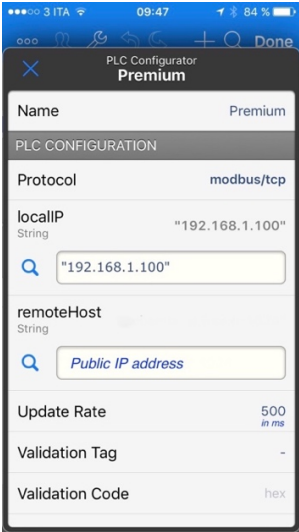 3 ITA 09:47 84 %
Done
PLC Configurator
Premium
Name Premium
PLC CONFIGURATION
Protocol modbus/tcp
localIP
String
"192.168.1.100"
"192.168.1.100"
remoteHost
String
Public IP address
Update Rate 500
in ms
Validation Tag -
Validation Code hex